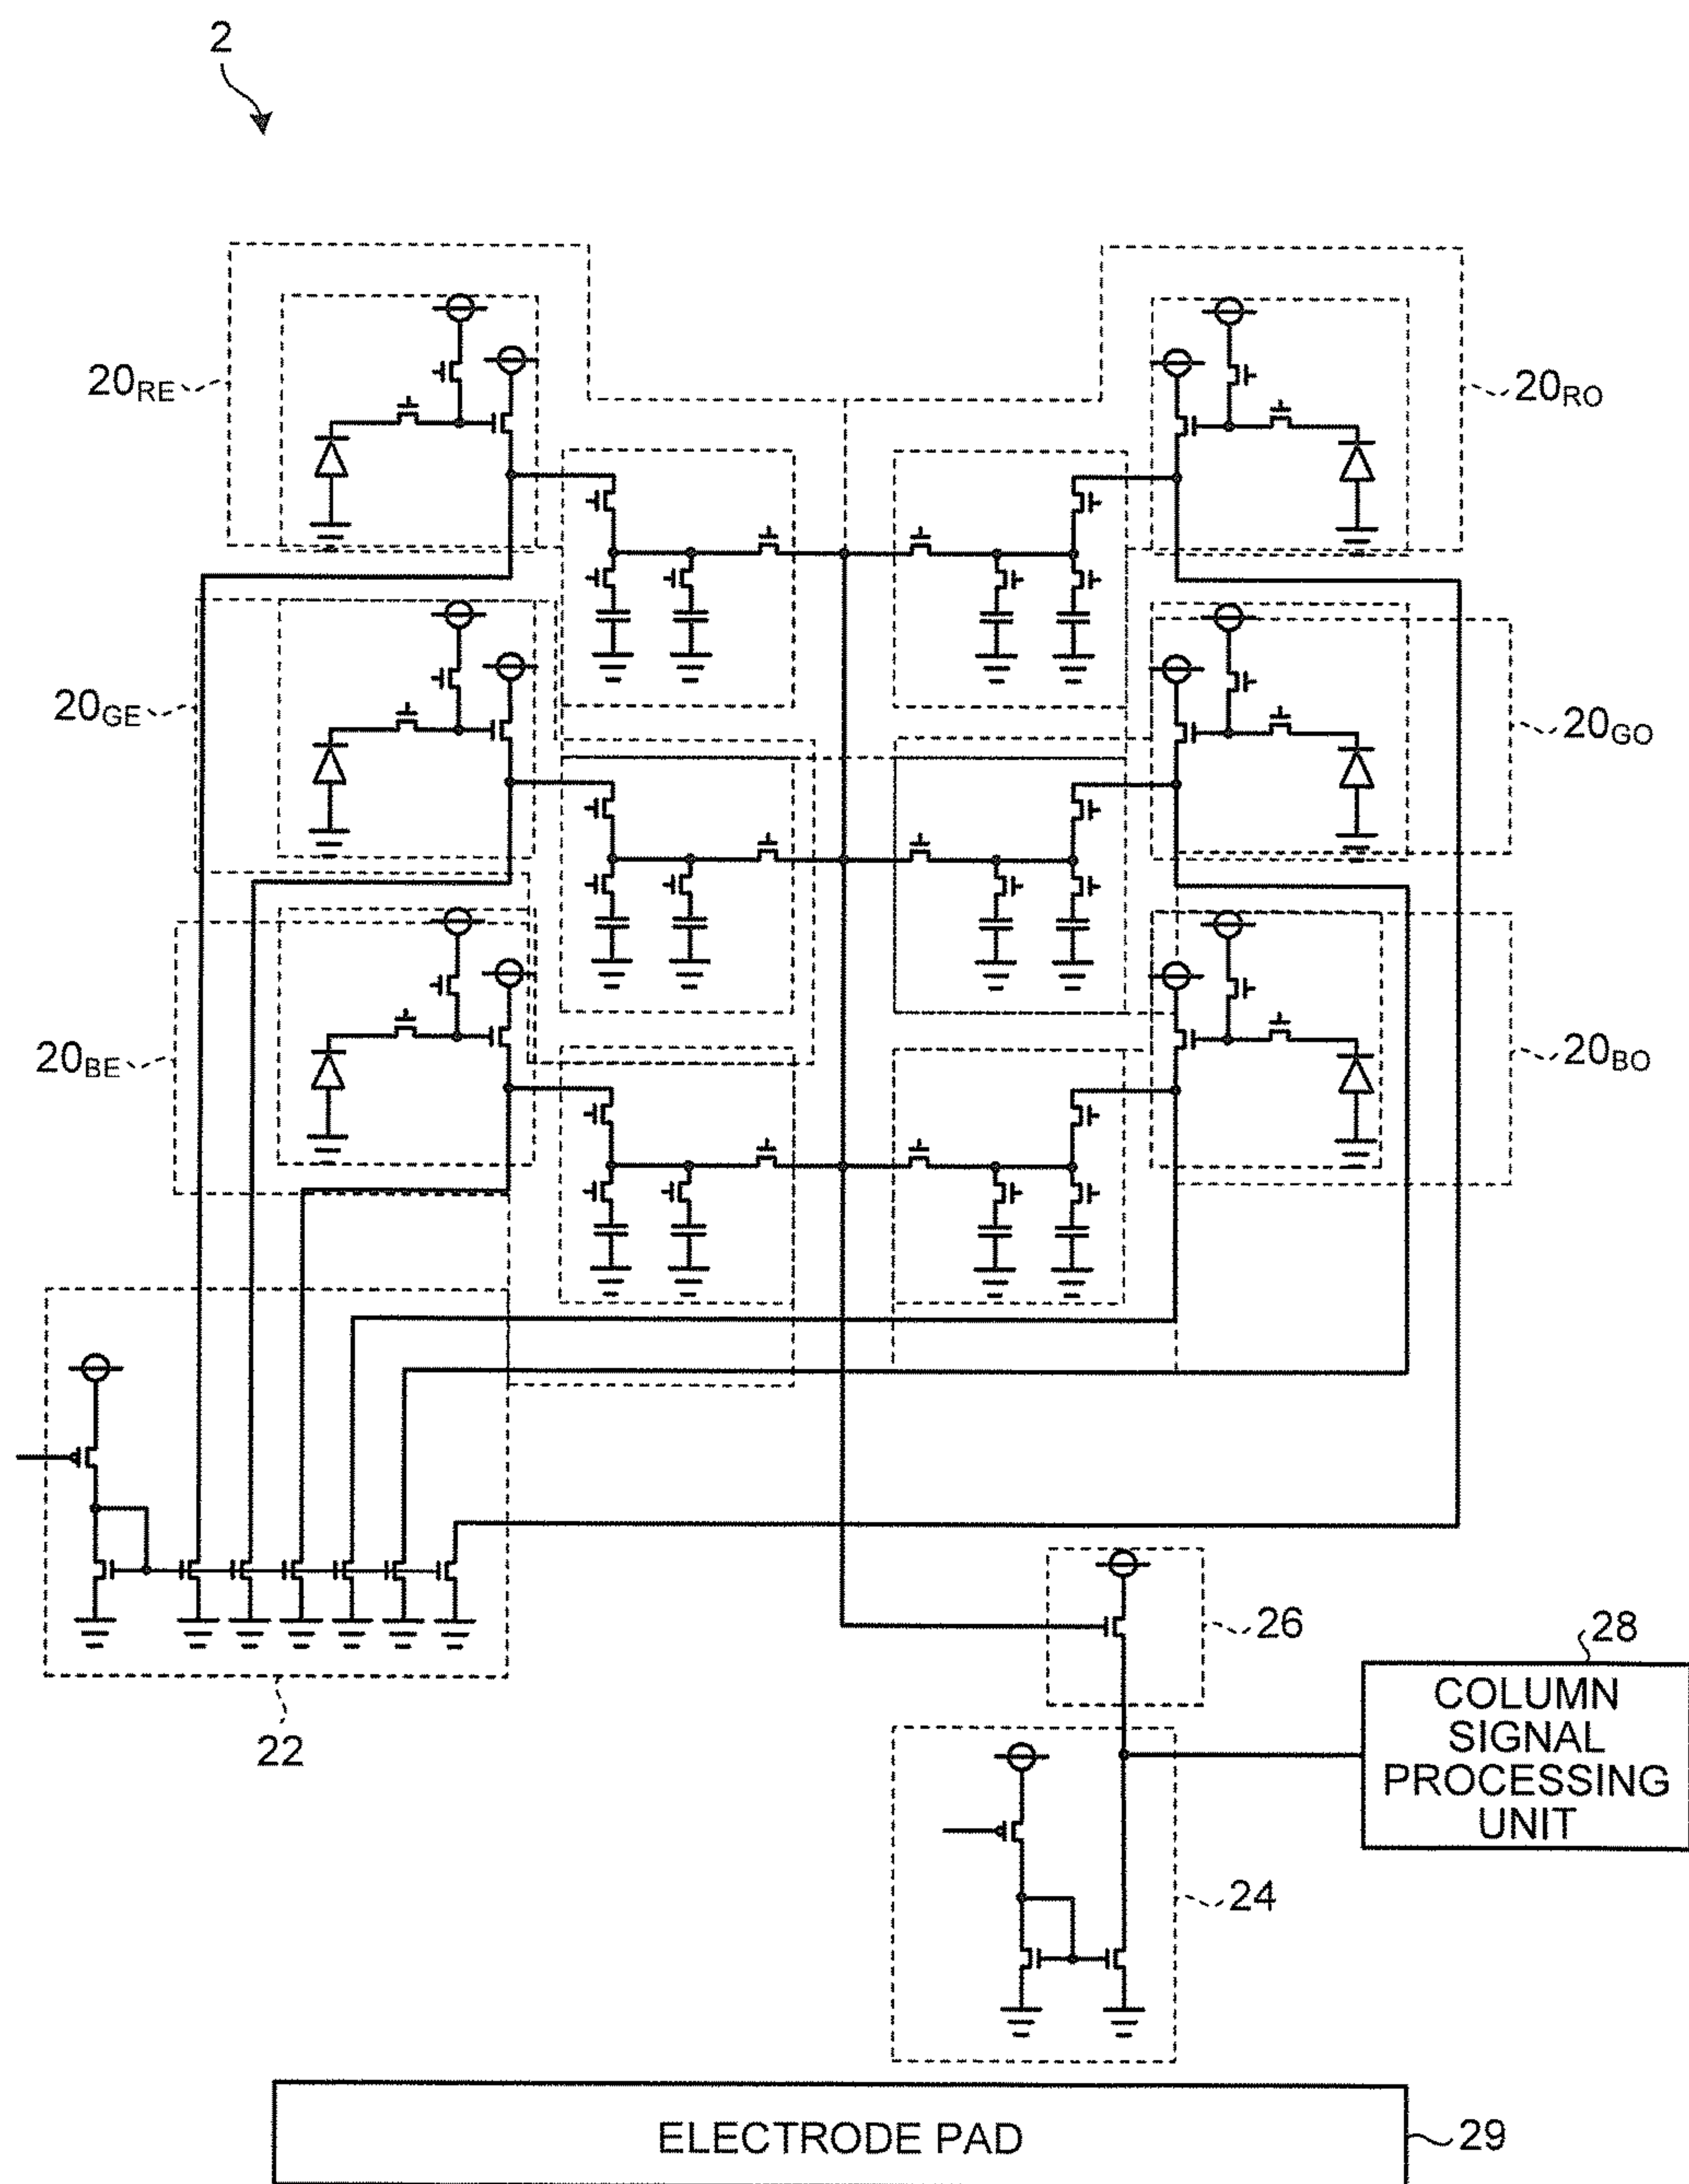 2
20RE
20RO
20GE
20GO
20BE
20BO
26
28
COLUMN
SIGNAL
PROCESSING
UNIT
22
24
ELECTRODE PAD
29